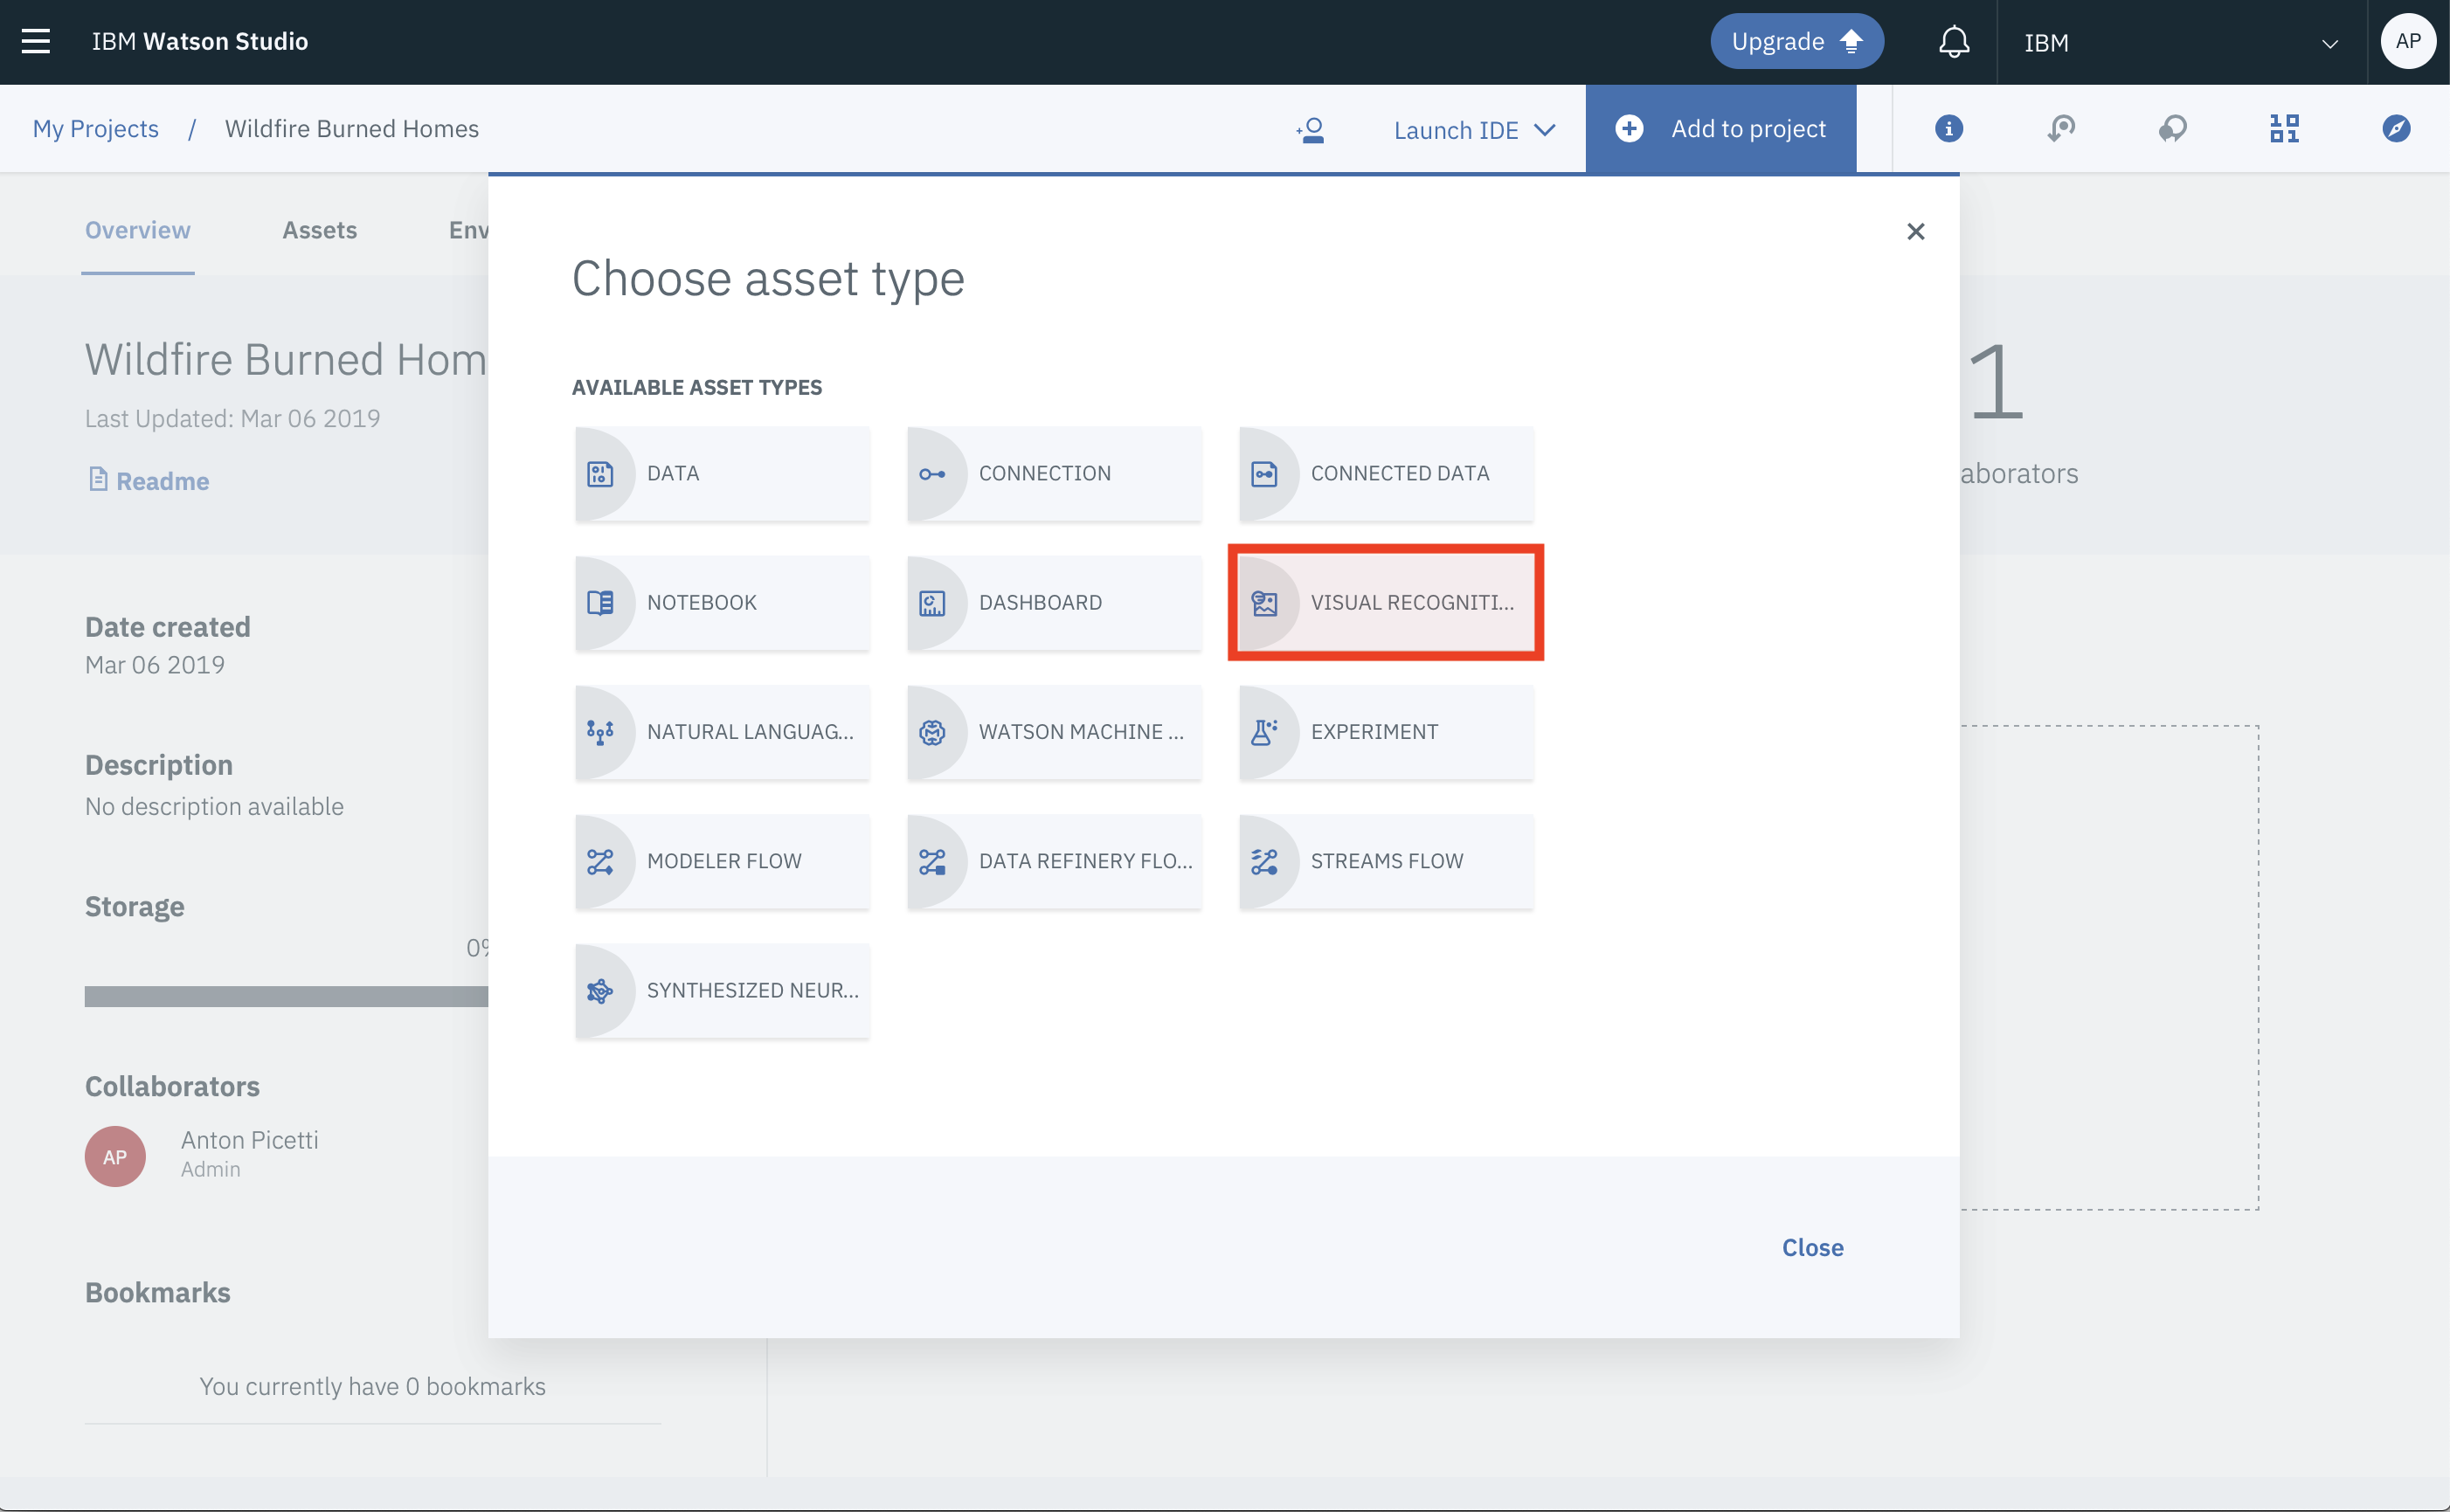 IBM Watson Studio
Upgrade
IBM
AP
My Projects / Wildfire Burned Homes
Launch IDE
Add to project
Overview
Assets
Env
Choose asset type
Wildfire Burned Hom
Last Updated: Mar 06 2019
Readme
1
aborators
AVAILABLE ASSET TYPES
DATA
CONNECTION
CONNECTED DATA
NOTEBOOK
DASHBOARD
VISUAL RECOGNITI...
NATURAL LANGUAG...
WATSON MACHINE ...
EXPERIMENT
MODELER FLOW
DATA REFINERY FLO...
STREAMS FLOW
SYNTHESIZED NEUR...
Date created
Mar 06 2019
Description
No description available
Storage
0%
Collaborators
AP
Anton Picetti
Admin
Close
Bookmarks
You currently have 0 bookmarks